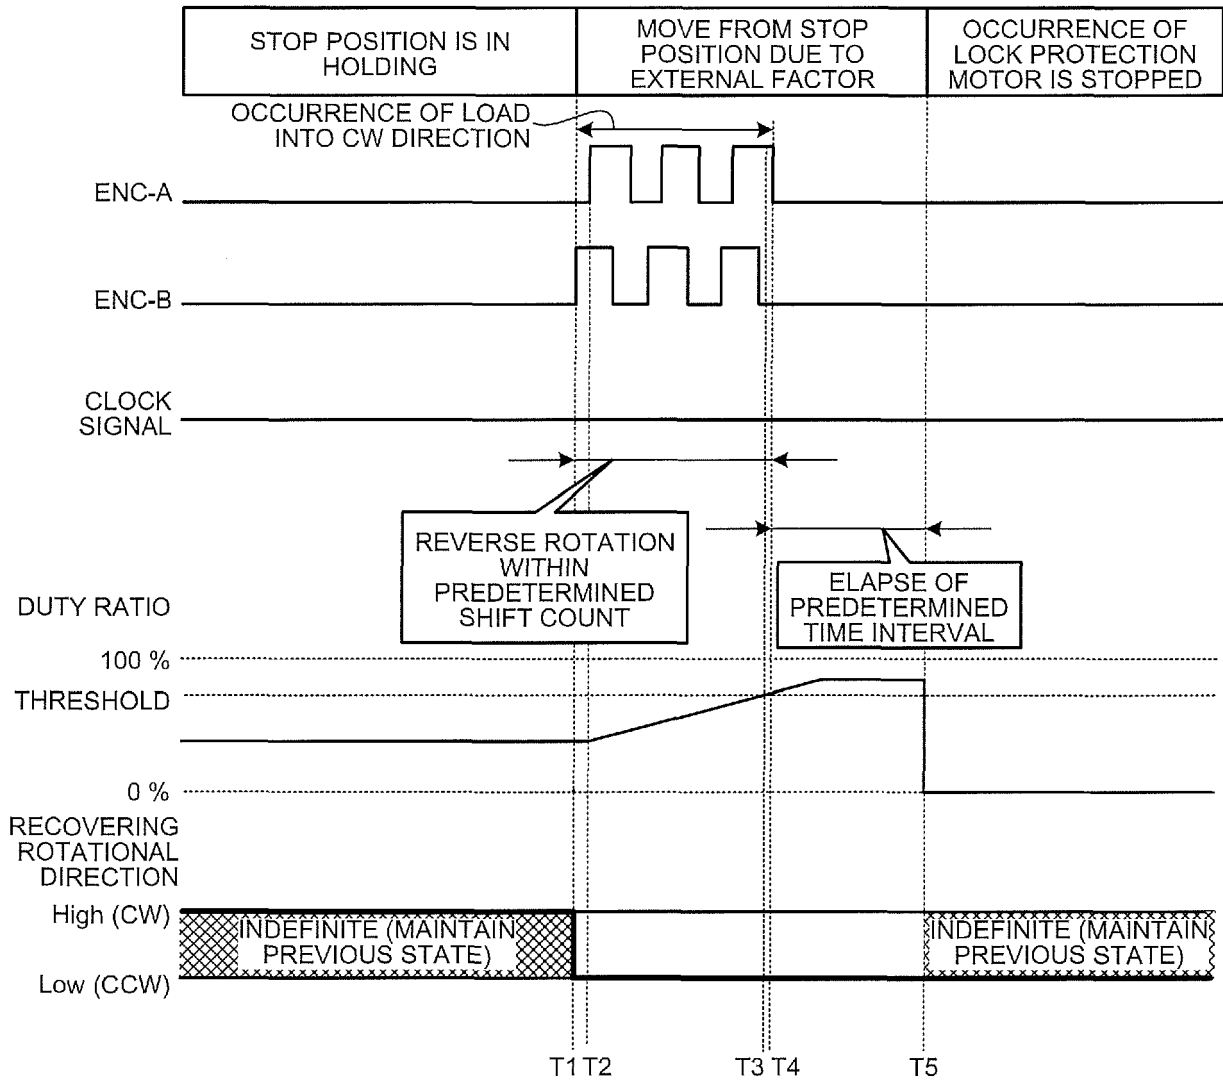 STOP POSITION IS IN
HOLDING
MOVE FROM STOP
POSITION DUE TO
EXTERNAL FACTOR
OCCURRENCE OF
LOCK PROTECTION
MOTOR IS STOPPED
OCCURRENCE OF LOAD
INTO CW DIRECTION
ENC-A
ENC-B
CLOCK
SIGNAL
REVERSE ROTATION
WITHIN
PREDETERMINED
SHIFT COUNT
ELAPSE OF
PREDETERMINED
TIME INTERVAL
DUTY RATIO
100 %
THRESHOLD
0 %
RECOVERING
ROTATIONAL
DIRECTION
High (CW)
INDEFINITE (MAINTAIN
PREVIOUS STATE)
INDEFINITE (MAINTAIN
PREVIOUS STATE)
Low (CCW)
T1 T2 T3 T4 T5